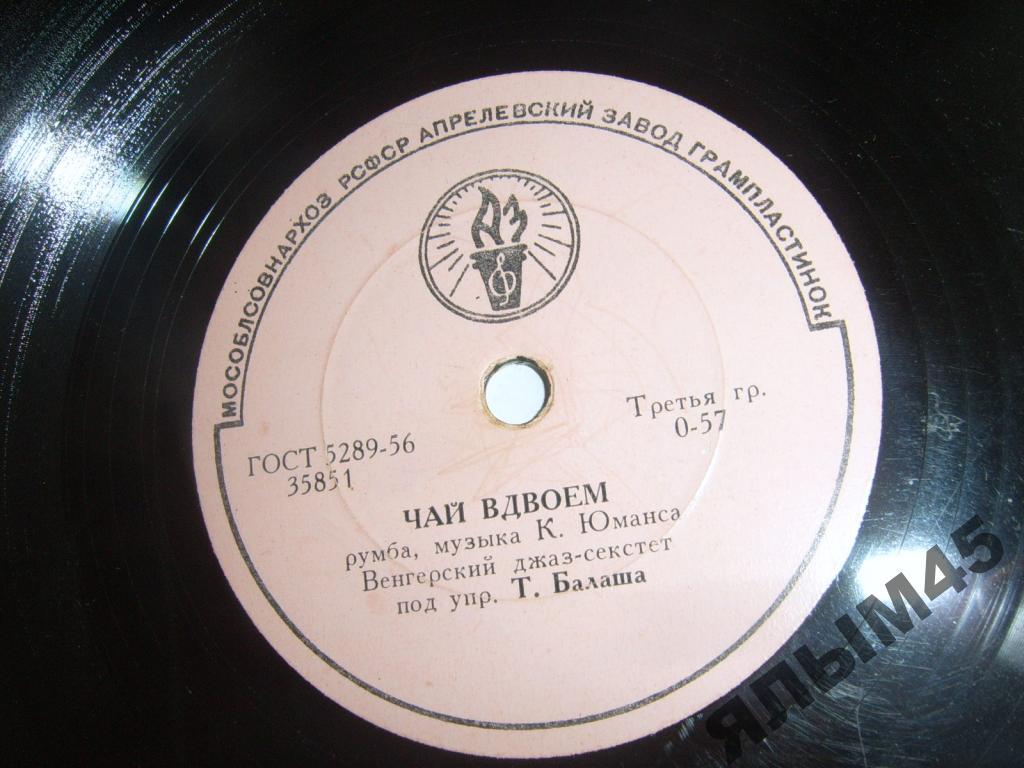 МОСОБЛСОВНАРХОЗ РСФСР АПРЕЛЕВСКИЙ ЗАВОД ГРАМПЛАСТИНОК
АЗ
Третья гр.
0-57
ГОСТ 5289-56
35851
ЧАЙ ВДВОЕМ
румба, музыка К. Юманса
Венгерский джаз-секстет
под упр. Т. Балаша
ЯЛЫМ45